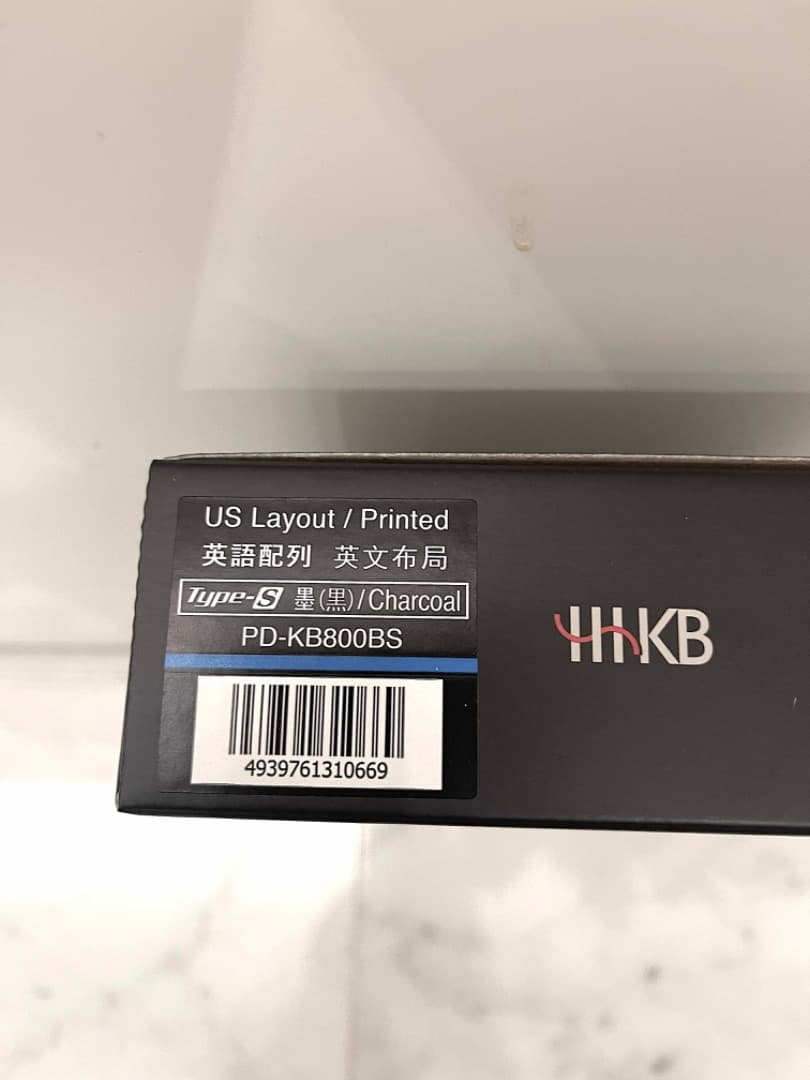 US Layout / Printed
英語配列 英文布局
Type-S 墨(黒)/Charcoal
PD-KB800BS
4939761310669
HHKB